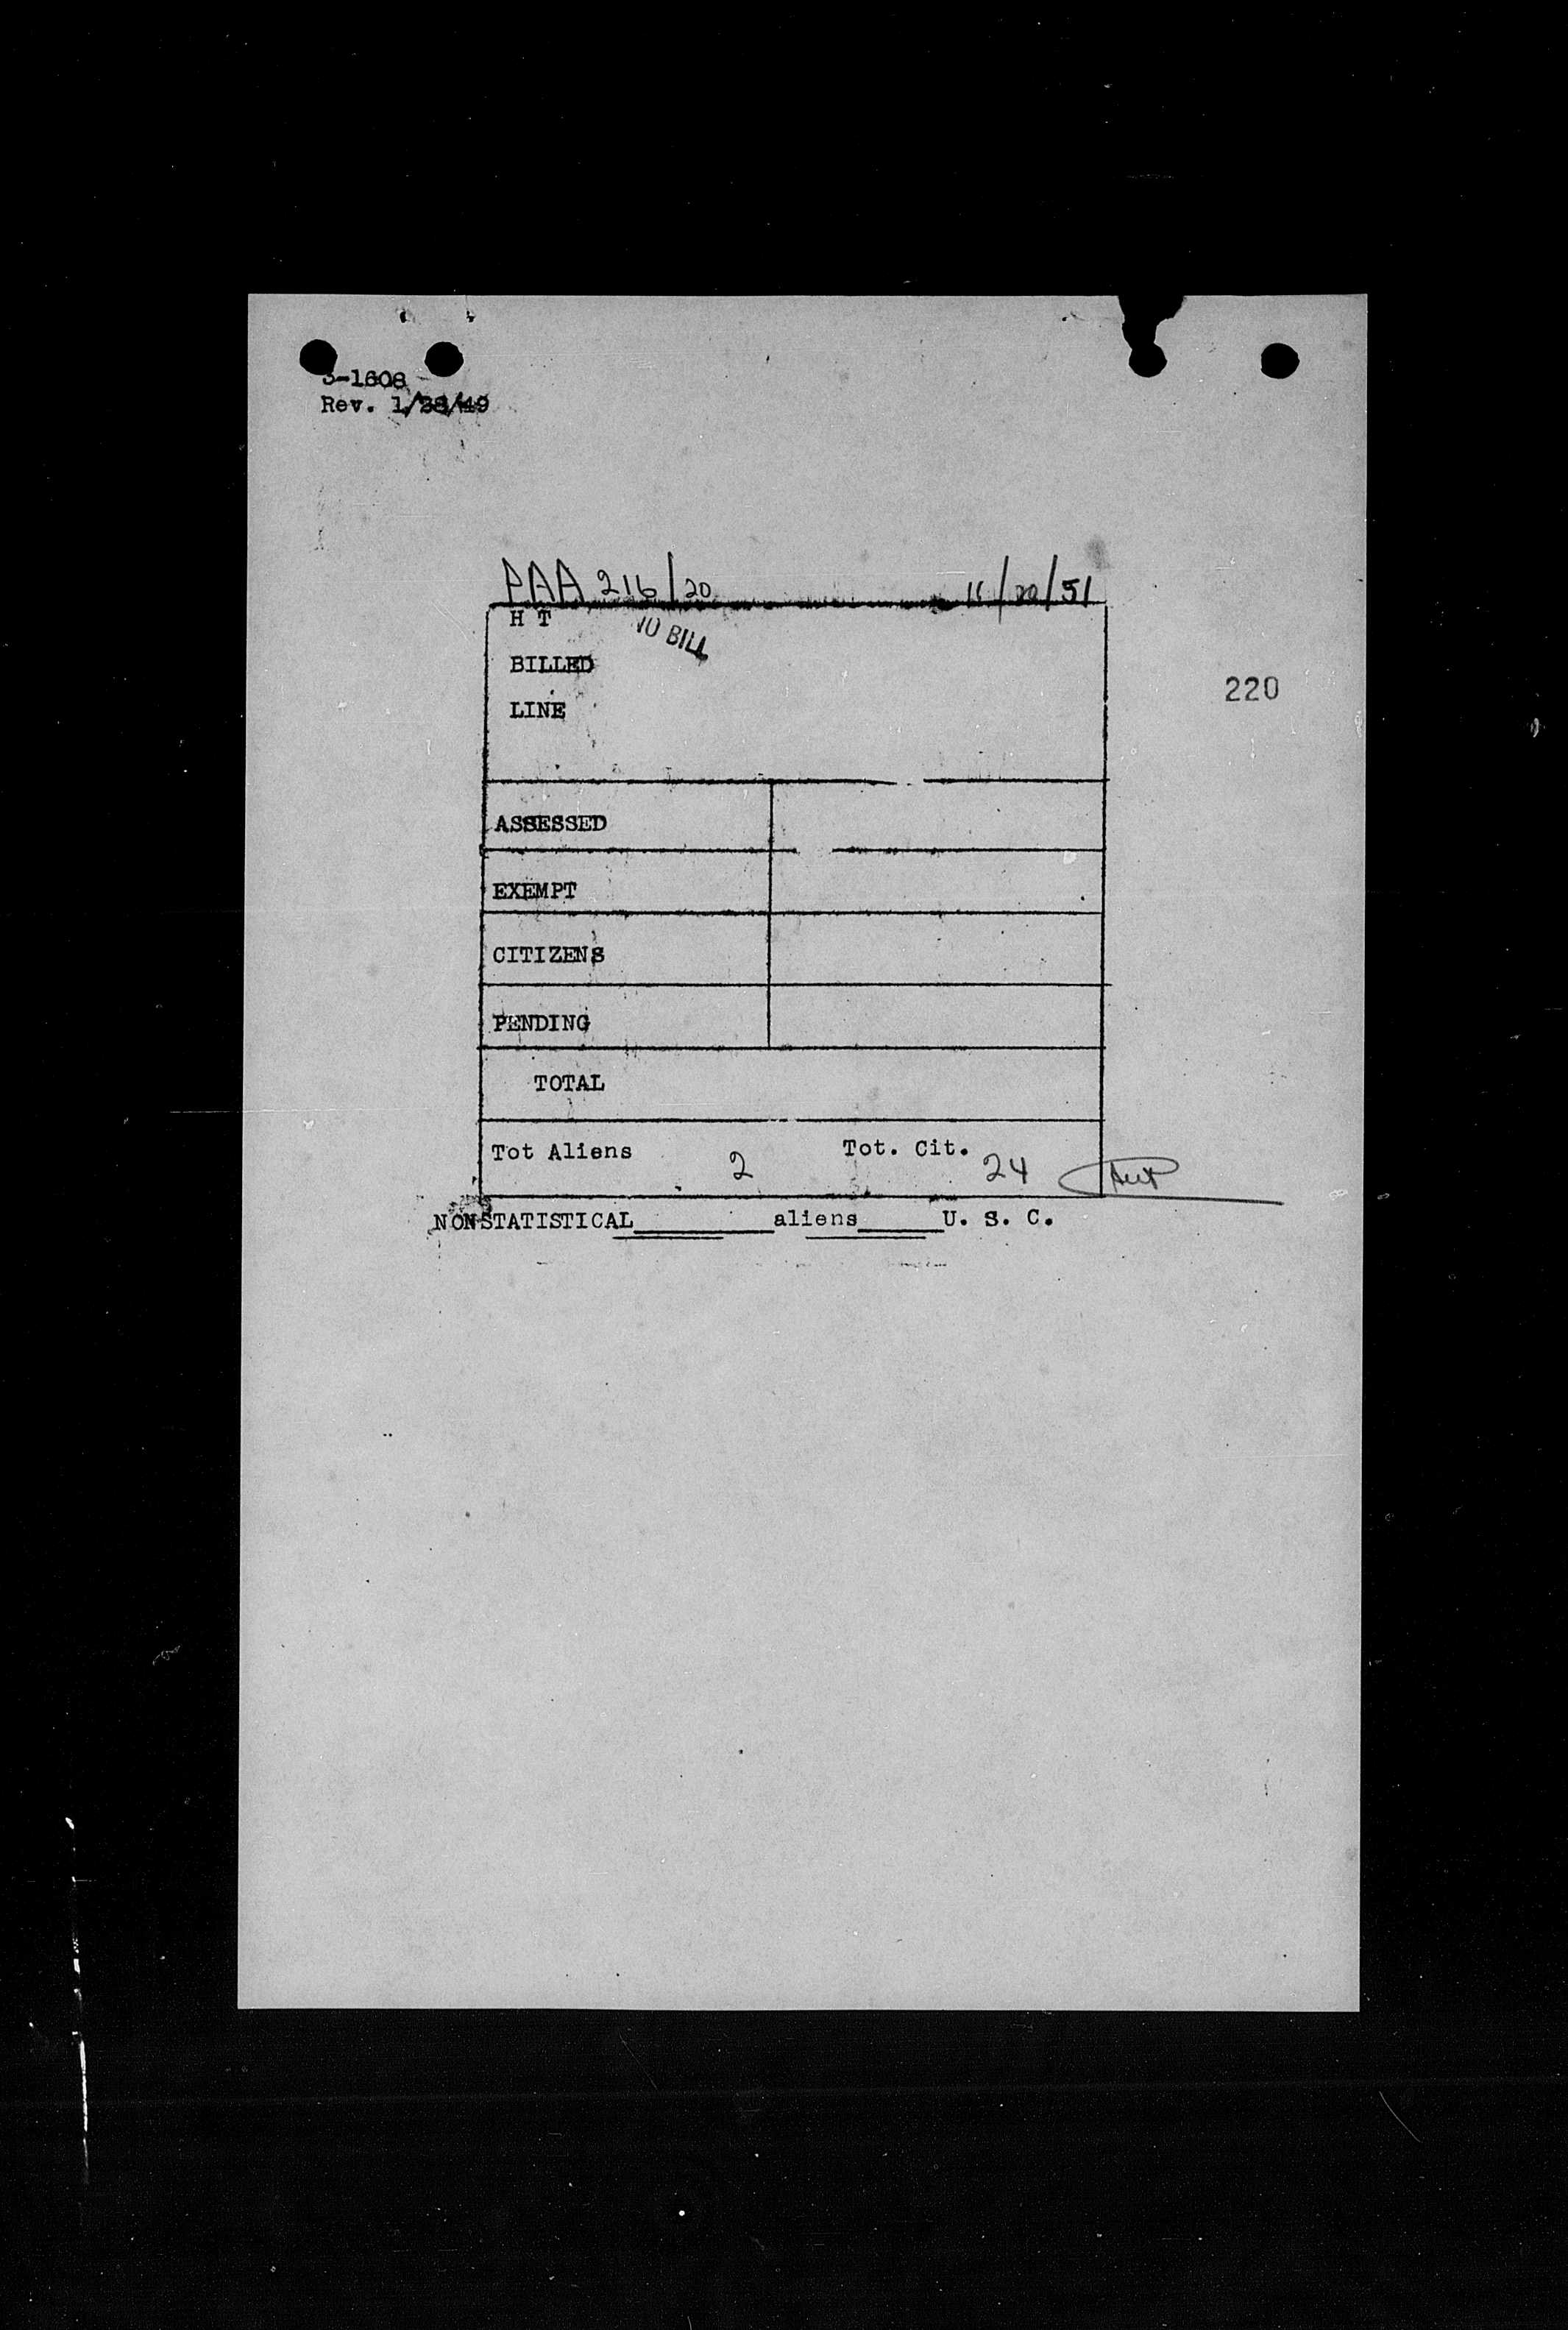 3-1608
Rev. 1/28/49
PAA 216/20 11/20/51
H T
NO BILL
BILLED
LINE
220
ASSESSED
EXEMPT
CITIZENS
PENDING
TOTAL
Tot Aliens 2 Tot. Cit. 24
NONSTATISTICAL aliens U. S. C.